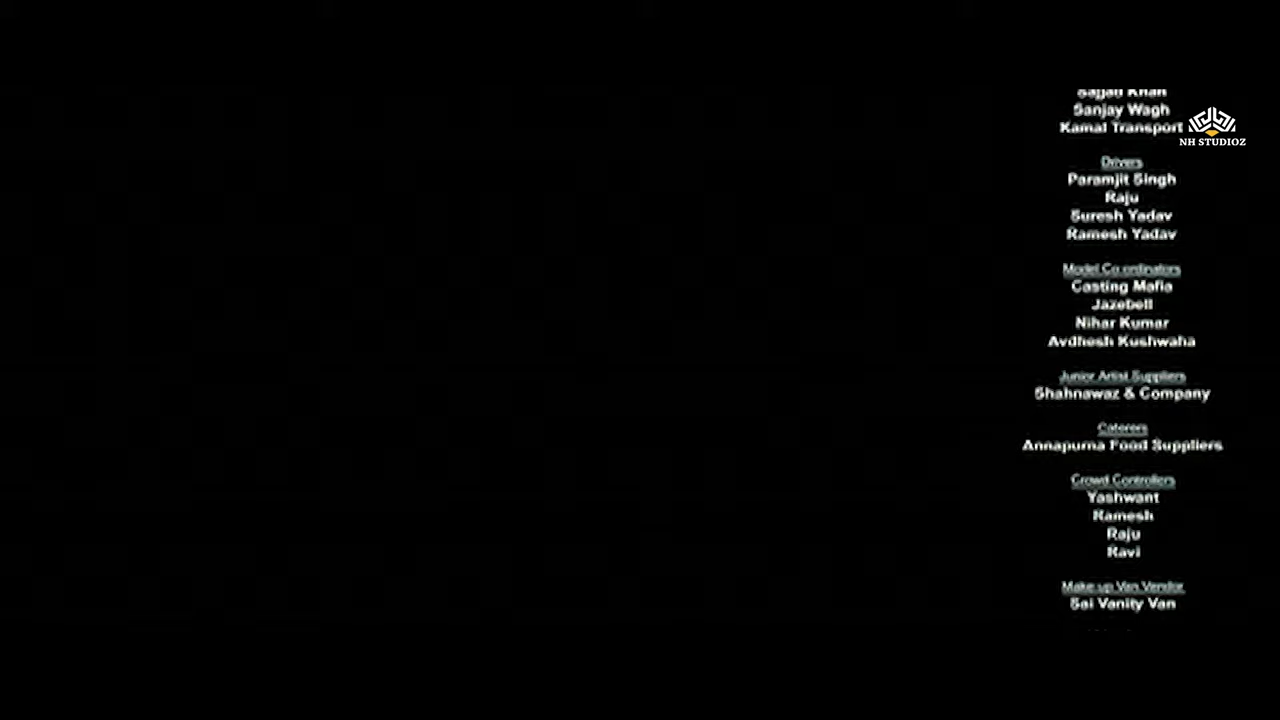 Sajjad Khan
Sanjay Wagh
Kamal Transport
NH STUDIOZ
Drivers
Paramjit Singh
Raju
Suresh Yadav
Ramesh Yadav
Model Co ordinators
Casting Mafia
Jazebell
Nihar Kumar
Avdhesh Kushwaha
Junior Artist Suppliers
Shahnawaz & Company
Caterers
Annapurna Food Suppliers
Crowd Controllers
Yashwant
Ramesh
Raju
Ravi
Make up Van Vendor
Sai Vanity Van